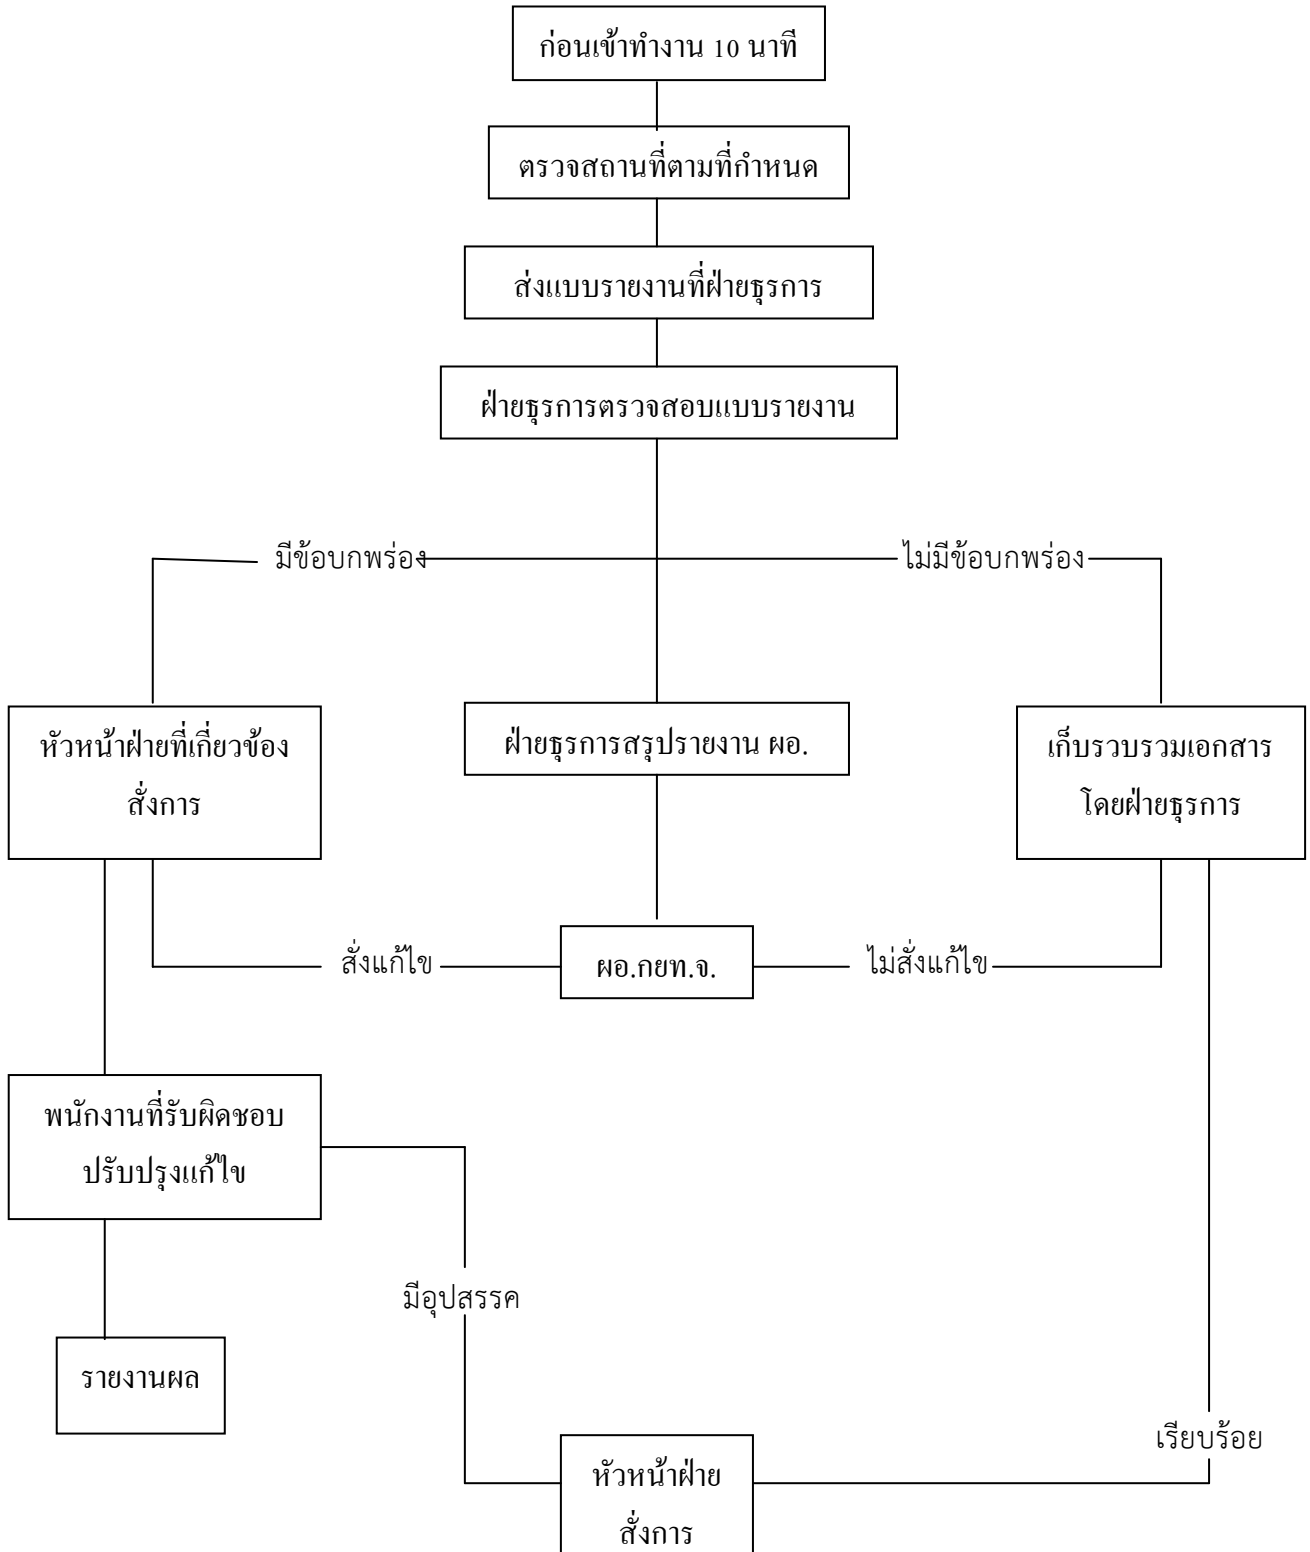 ก่อนเข้าทำงาน 10 นาที
ตรวจสถานที่ตามที่กำหนด
ส่งแบบรายงานที่ฝ่ายธุรการ
ฝ่ายธุรการตรวจสอบแบบรายงาน
มีข้อบกพร่อง
ไม่มีข้อบกพร่อง
หัวหน้าฝ่ายที่เกี่ยวข้อง
สั่งการ
ฝ่ายธุรการสรุปรายงาน ผอ.
เก็บรวบรวมเอกสาร
โดยฝ่ายธุรการ
สั่งแก้ไข
ผอ.กยท.จ.
ไม่สั่งแก้ไข
พนักงานที่รับผิดชอบ
ปรับปรุงแก้ไข
มีอุปสรรค
รายงานผล
เรียบร้อย
หัวหน้าฝ่าย
สั่งการ